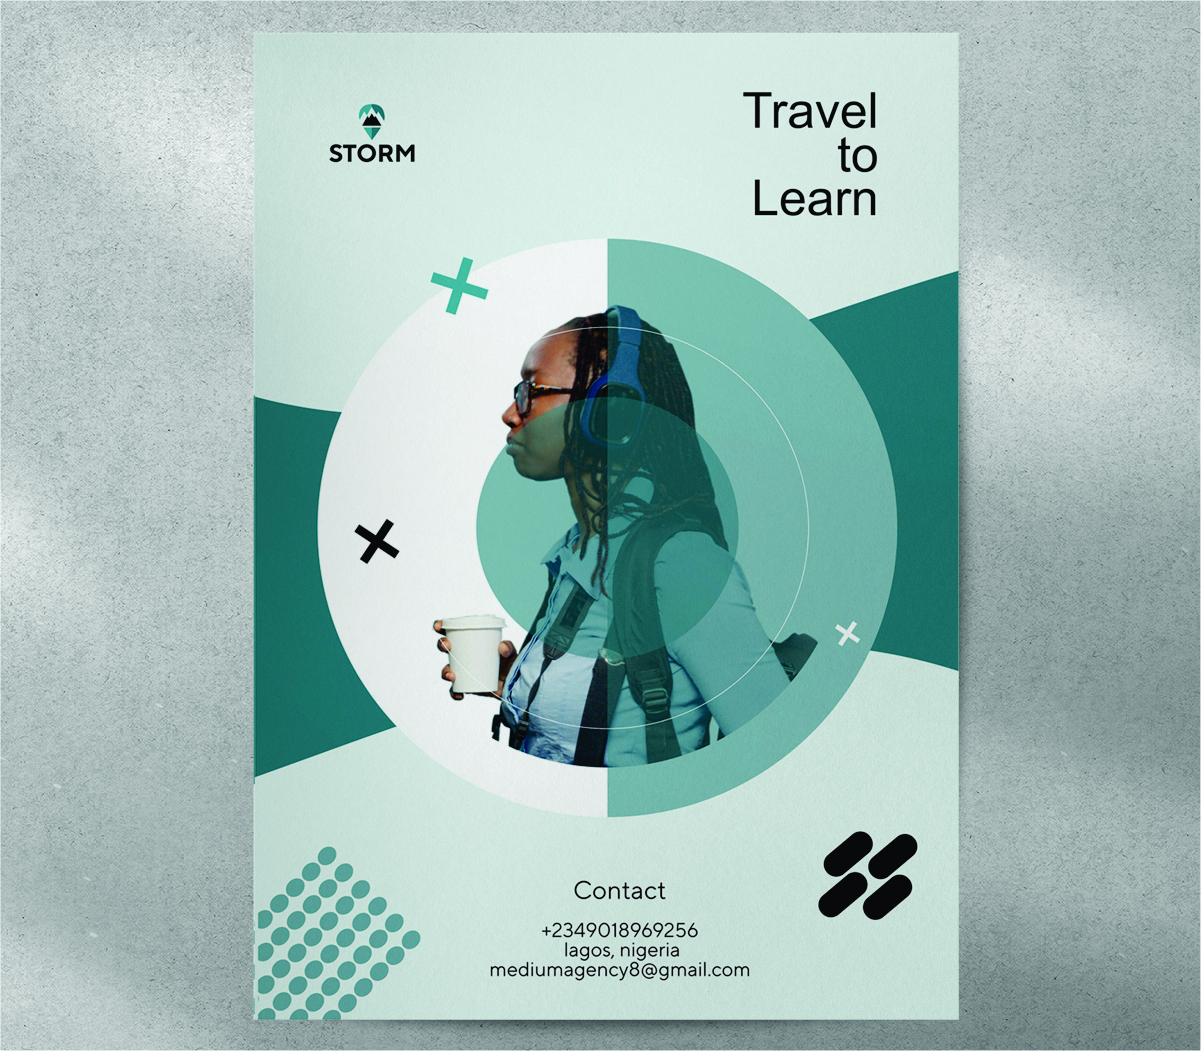 STORM
Travel
to
Learn
Contact
+2349018969256
lagos, nigeria
mediumagency8@gmail.com